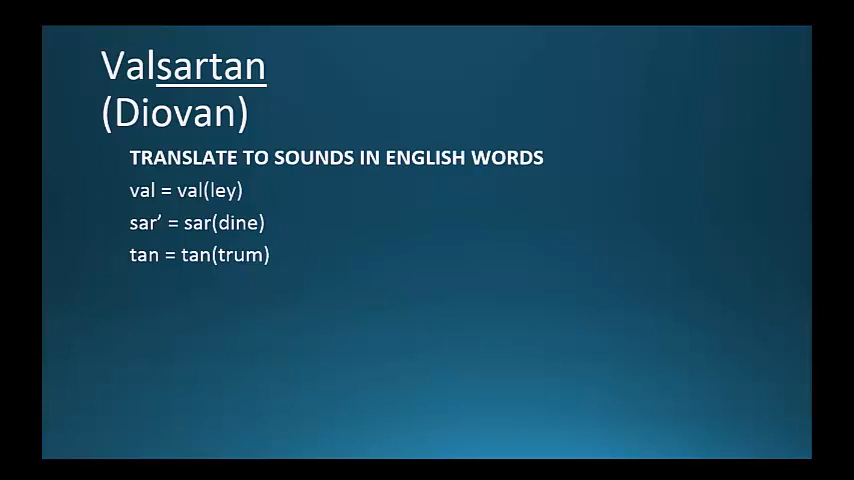 Valsartan
(Diovan)
TRANSLATE TO SOUNDS IN ENGLISH WORDS
val = val(ley)
sar’ = sar(dine)
tan = tan(trum)